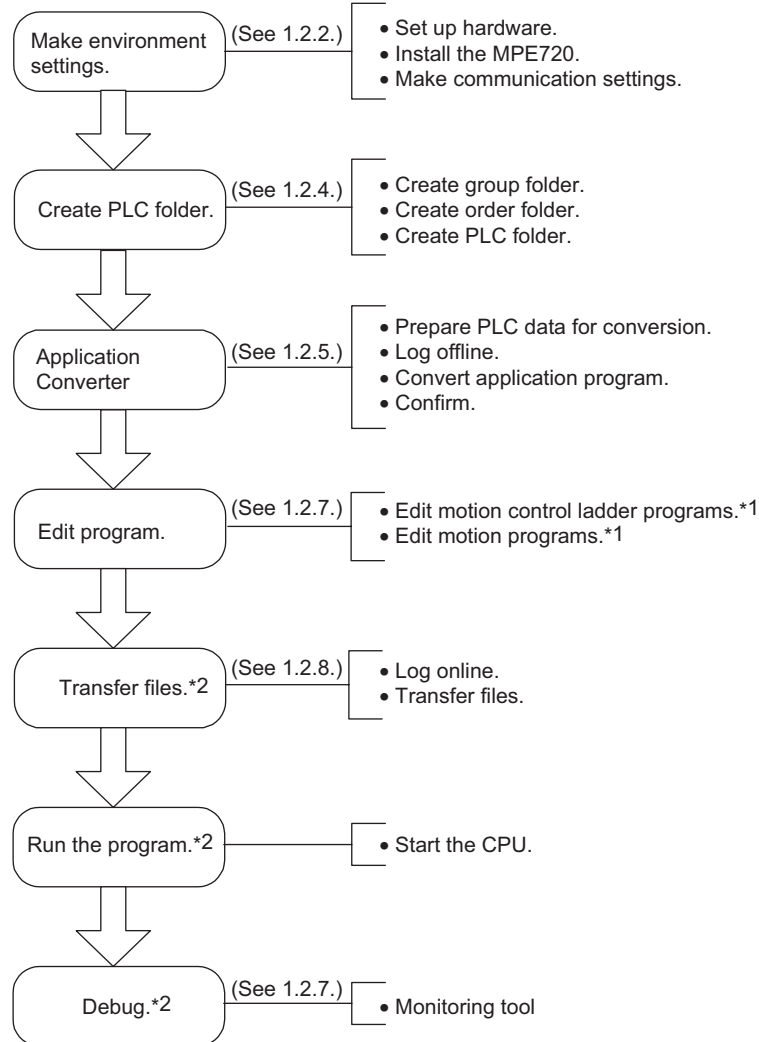 Make environment
settings.
(See 1.2.2.)
• Set up hardware.
• Install the MPE720.
• Make communication settings.
Create PLC folder.
(See 1.2.4.)
• Create group folder.
• Create order folder.
• Create PLC folder.
Application
Converter
(See 1.2.5.)
• Prepare PLC data for conversion.
• Log offline.
• Convert application program.
• Confirm.
Edit program.
(See 1.2.7.)
• Edit motion control ladder programs.*1
• Edit motion programs.*1
Transfer files.*2
(See 1.2.8.)
• Log online.
• Transfer files.
Run the program.*2
• Start the CPU.
Debug.*2
(See 1.2.7.)
• Monitoring tool